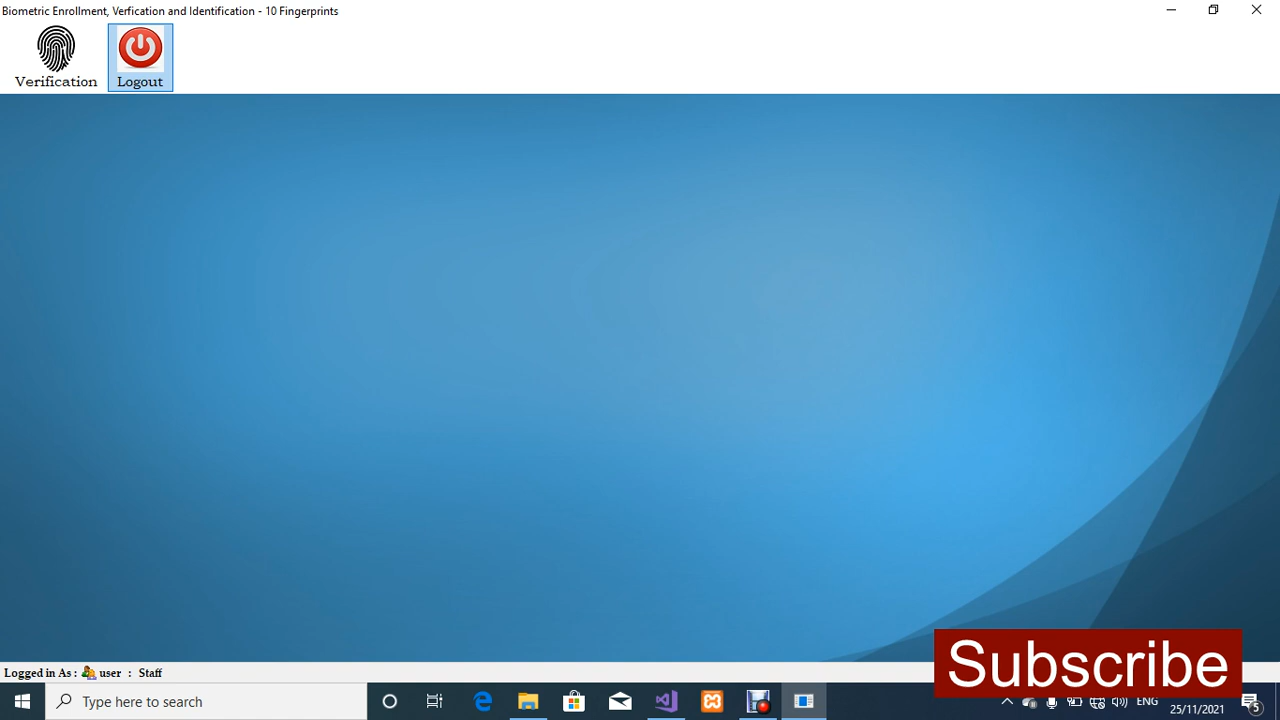 Biometric Enrollment, Verfication and Identification - 10 Fingerprints
Verification Logout
Logged in As : user : Staff
Subscribe
Type here to search
ENG
25/11/2021
5